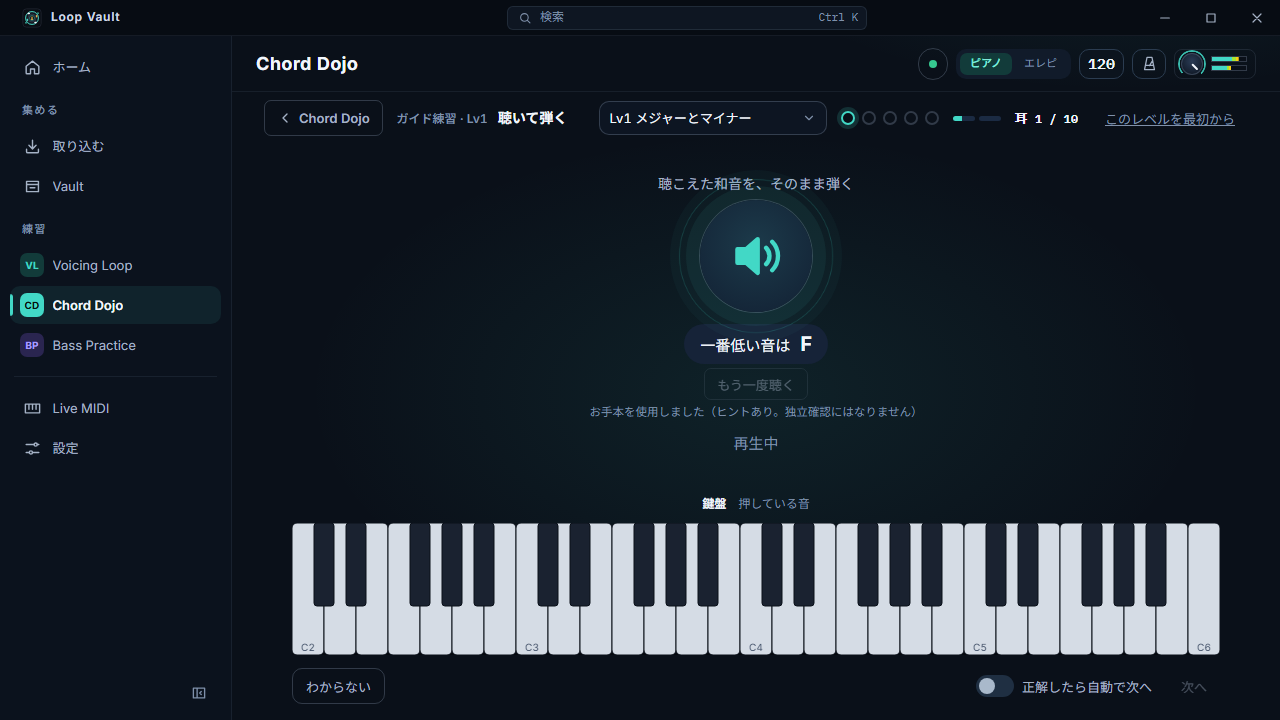 Loop Vault
検索
Ctrl K
ホーム
集める
取り込む
Vault
練習
VL Voicing Loop
CD Chord Dojo
BP Bass Practice
Live MIDI
設定
Chord Dojo
ピアノ
エレピ
120
Chord Dojo
ガイド練習 · Lv1 聴いて弾く
Lv1 メジャーとマイナー
耳 1 / 10
このレベルを最初から
聴こえた和音を、そのまま弾く
一番低い音は F
もう一度聴く
お手本を使用しました（ヒントあり。独立確認にはなりません）
再生中
鍵盤 押している音
C2 C3 C4 C5 C6
わからない
正解したら自動で次へ
次へ